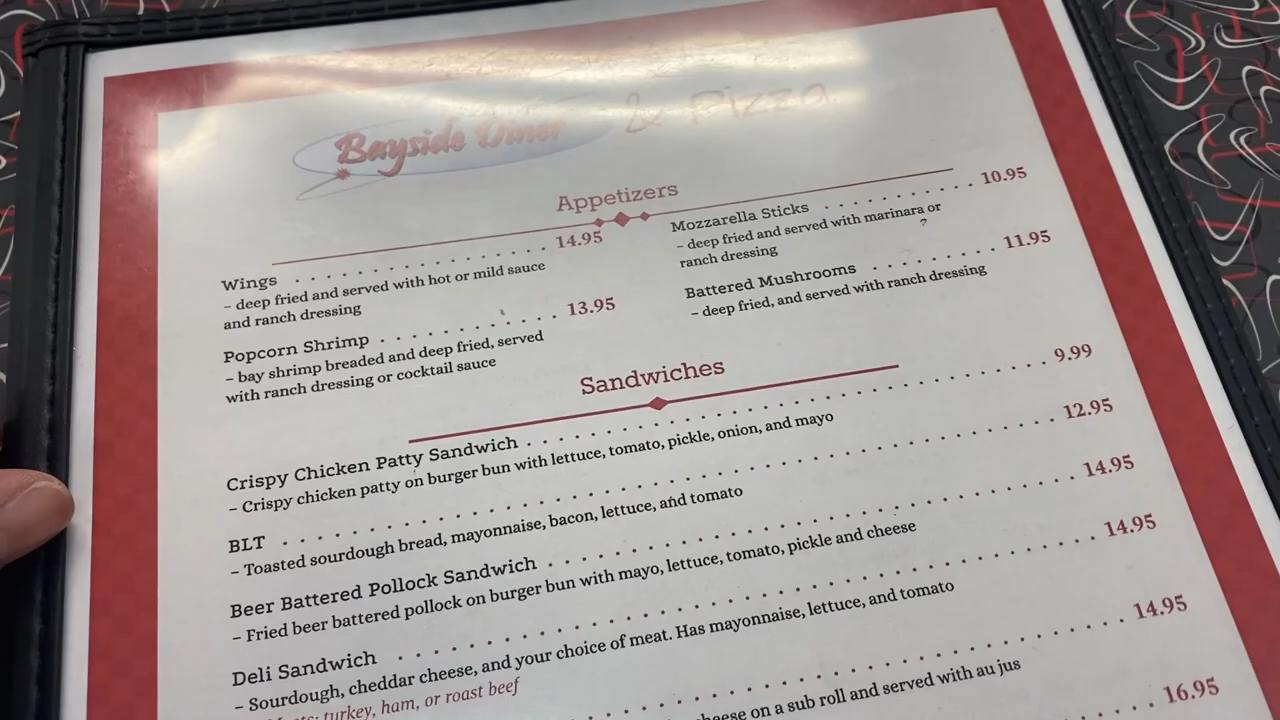 Bayside Diner & Pizza
Appetizers
Wings . . . . . . . . . . . . . . . . 14.95
– deep fried and served with hot or mild sauce
and ranch dressing
Popcorn Shrimp . . . . . . . . . . . 13.95
– bay shrimp breaded and deep fried, served
with ranch dressing or cocktail sauce
Mozzarella Sticks . . . . . . . . . . 10.95
– deep fried and served with marinara or
ranch dressing
Battered Mushrooms . . . . . . . . 11.95
– deep fried, and served with ranch dressing
Sandwiches
Crispy Chicken Patty Sandwich . . . . . . . . . . . . . . . . . . . . . . . . . . . . 9.99
– Crispy chicken patty on burger bun with lettuce, tomato, pickle, onion, and mayo
BLT . . . . . . . . . . . . . . . . . . . . . . . . . . . . . . . . . . . . . . . . . 12.95
– Toasted sourdough bread, mayonnaise, bacon, lettuce, and tomato
Beer Battered Pollock Sandwich . . . . . . . . . . . . . . . . . . . . . . . . . . . . 14.95
– Fried beer battered pollock on burger bun with mayo, lettuce, tomato, pickle and cheese
Deli Sandwich . . . . . . . . . . . . . . . . . . . . . . . . . . . . . . . . . . . . 14.95
– Sourdough, cheddar cheese, and your choice of meat. Has mayonnaise, lettuce, and tomato
turkey, ham, or roast beef
. . . . . . . . . . . . . . . . . . . . . . . . . . . 14.95
cheese on a sub roll and served with au jus
16.95